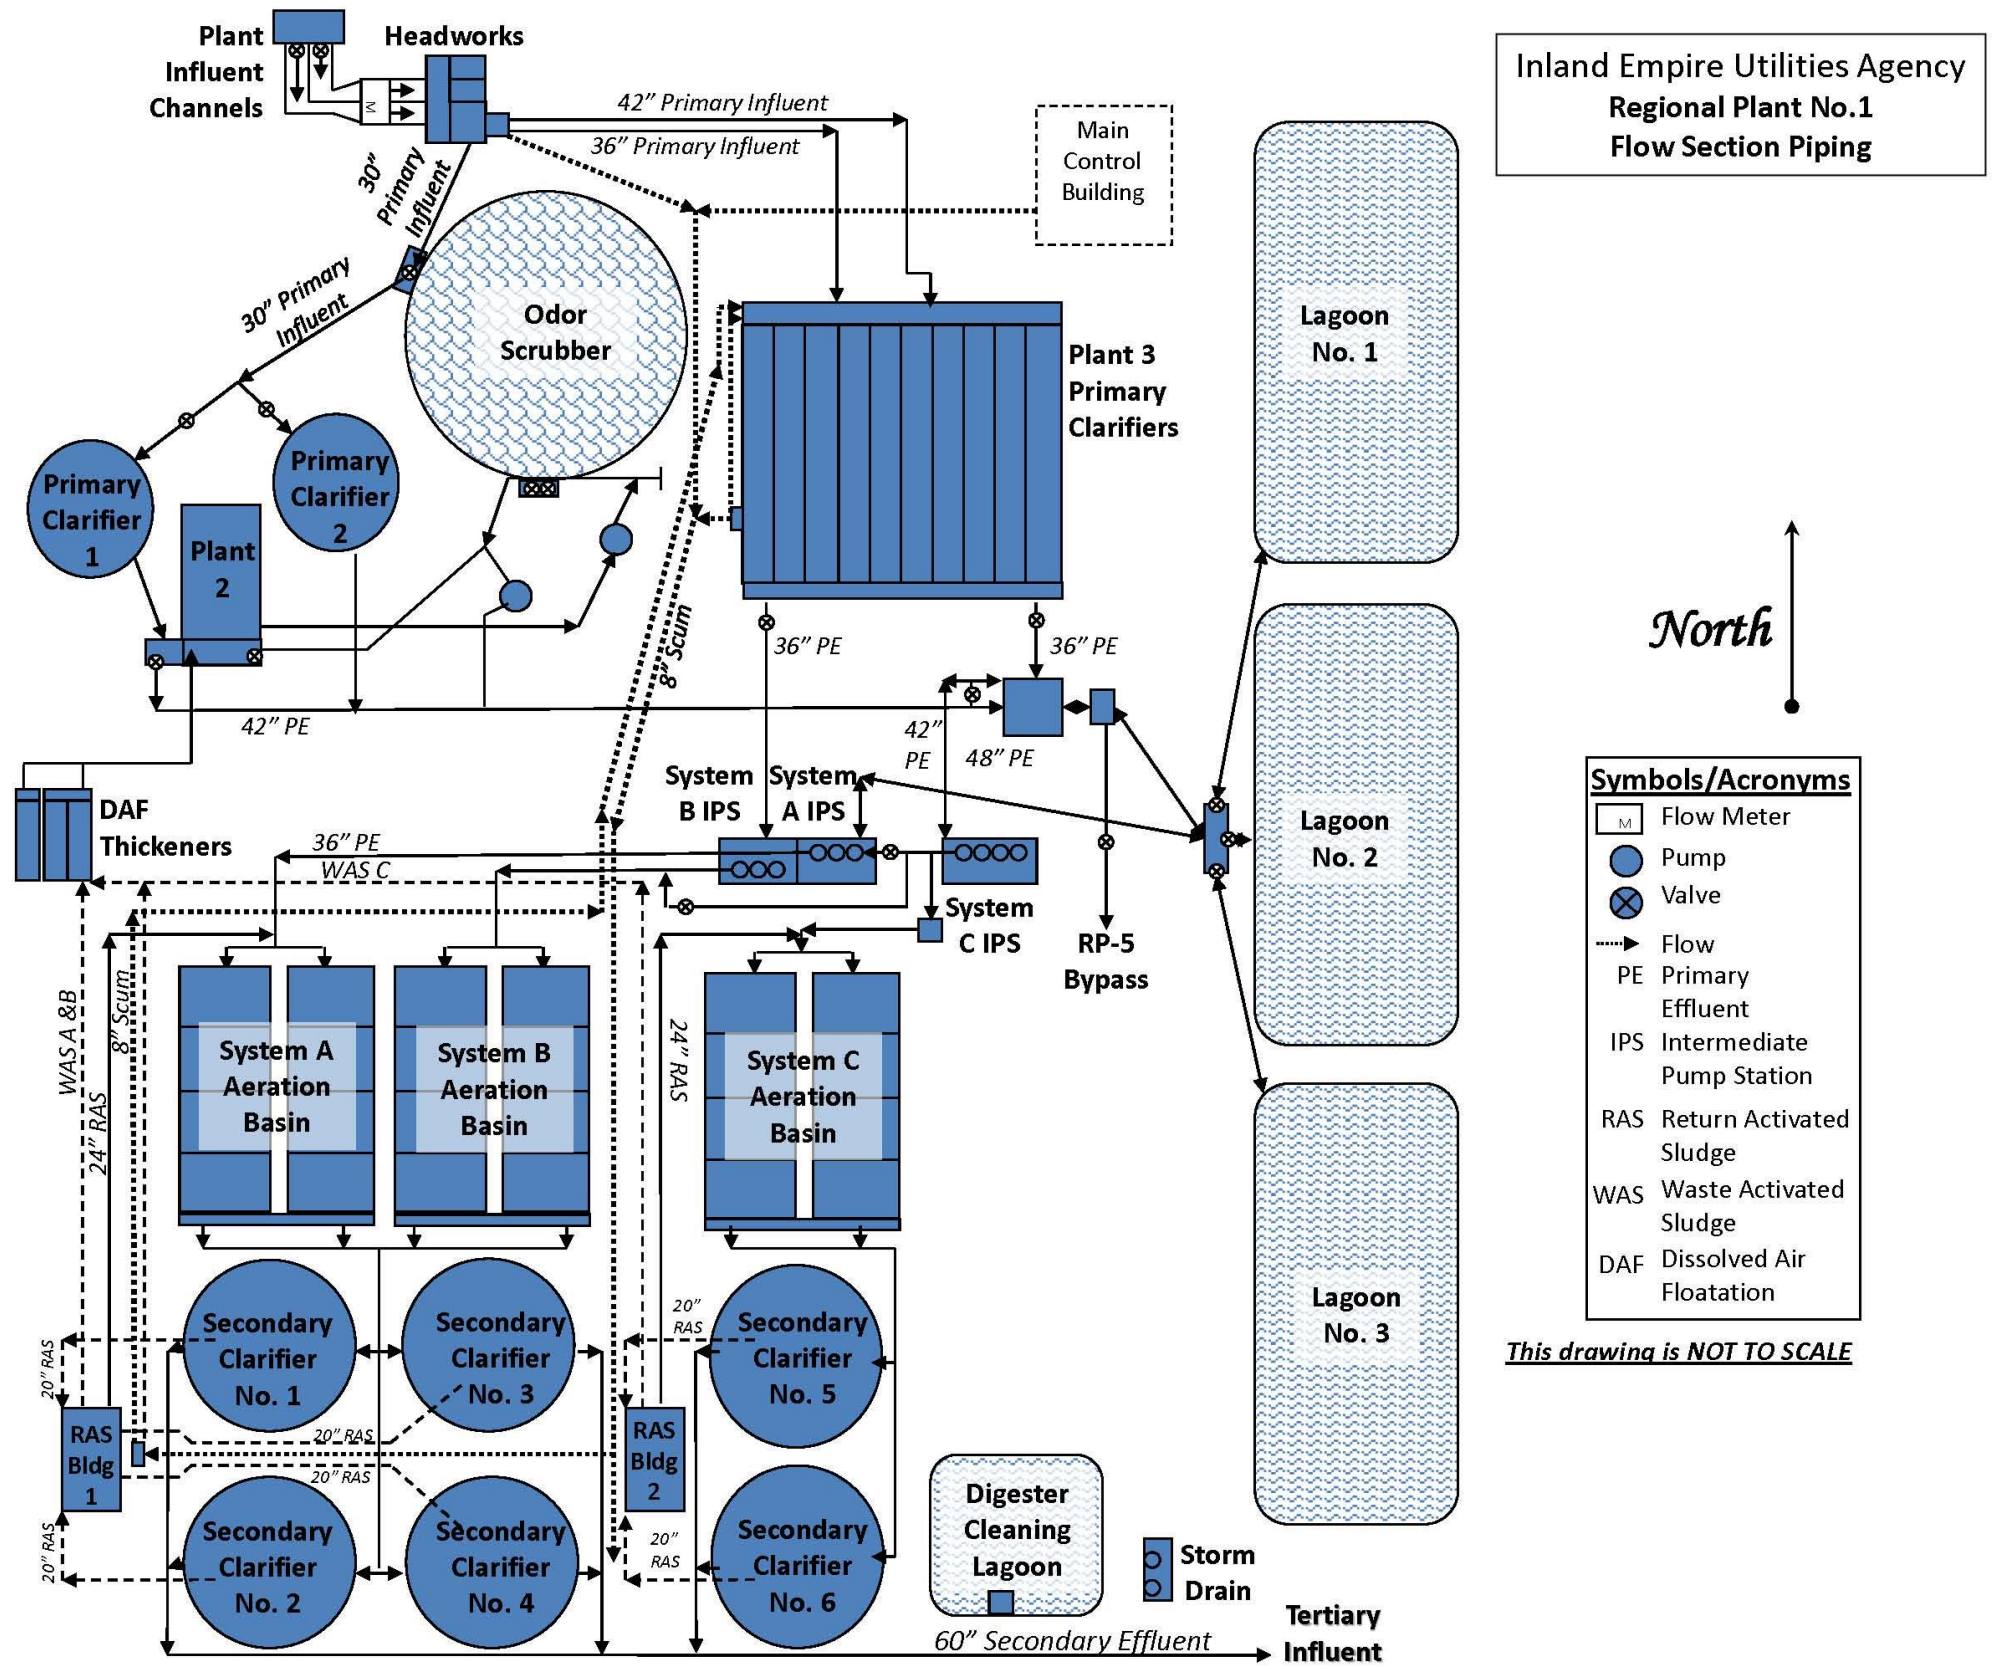 Plant
Influent
Channels
Headworks
M
42” Primary Influent
36” Primary Influent
30”
Primary
Influent
Main
Control
Building
Inland Empire Utilities Agency
Regional Plant No.1
Flow Section Piping
30” Primary
Influent
Odor
Scrubber
Lagoon
No. 1
Plant 3
Primary
Clarifiers
Primary
Clarifier
1
Primary
Clarifier
2
Plant
2
8” Scum
36” PE
36” PE
North
42” PE
42”
PE
48” PE
System
B IPS
System
A IPS
DAF
Thickeners
36” PE
WAS C
System
C IPS
RP-5
Bypass
Lagoon
No. 2
Symbols/Acronyms
M
Flow Meter
Pump
Valve
Flow
PE Primary
Effluent
IPS Intermediate
Pump Station
RAS Return Activated
Sludge
WAS Waste Activated
Sludge
DAF Dissolved Air
Floatation
This drawing is NOT TO SCALE
WAS A &B
8” Scum
24” RAS
System A
Aeration
Basin
System B
Aeration
Basin
24” RAS
System C
Aeration
Basin
20” RAS
Secondary
Clarifier
No. 1
Secondary
Clarifier
No. 3
20”
RAS
Secondary
Clarifier
No. 5
Lagoon
No. 3
RAS
Bldg
1
20” RAS
20” RAS
RAS
Bldg
2
20” RAS
Secondary
Clarifier
No. 2
Secondary
Clarifier
No. 4
20”
RAS
Secondary
Clarifier
No. 6
Digester
Cleaning
Lagoon
Storm
Drain
60” Secondary Effluent
Tertiary
Influent